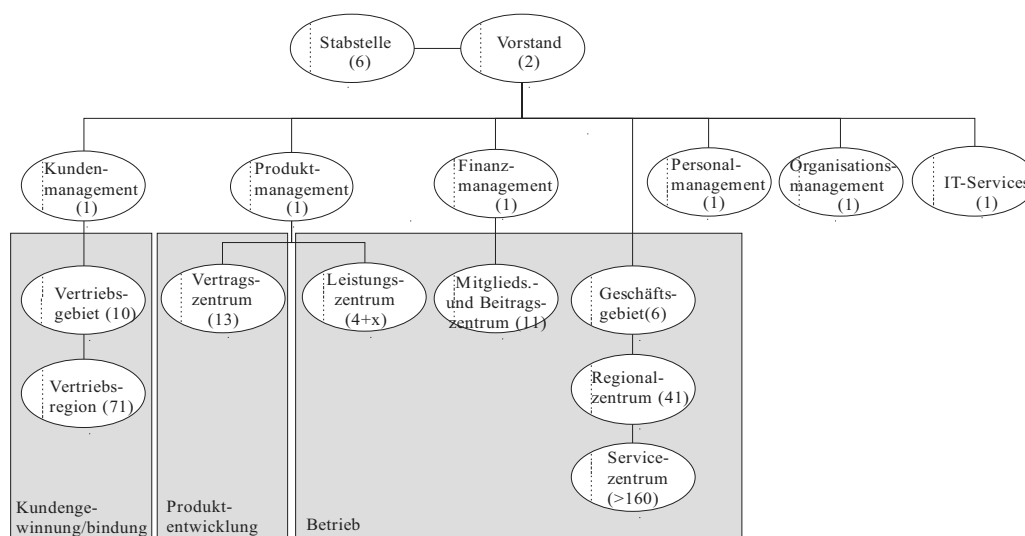 Stabstelle
(6)
Vorstand
(2)
Kunden-
management
(1)
Produkt-
management
(1)
Finanz-
management
(1)
Personal-
management
(1)
Organisations-
management
(1)
IT-Services
(1)
Vertriebs-
gebiet (10)
Vertriebs-
region (71)
Vertrags-
zentrum
(13)
Leistungs-
zentrum
(4+x)
Mitglieds.-
und Beitrags-
zentrum (11)
Geschäfts-
gebiet(6)
Regional-
zentrum (41)
Service-
zentrum
(>160)
Kundenge-
winnung/bindung
Produkt-
entwicklung
Betrieb